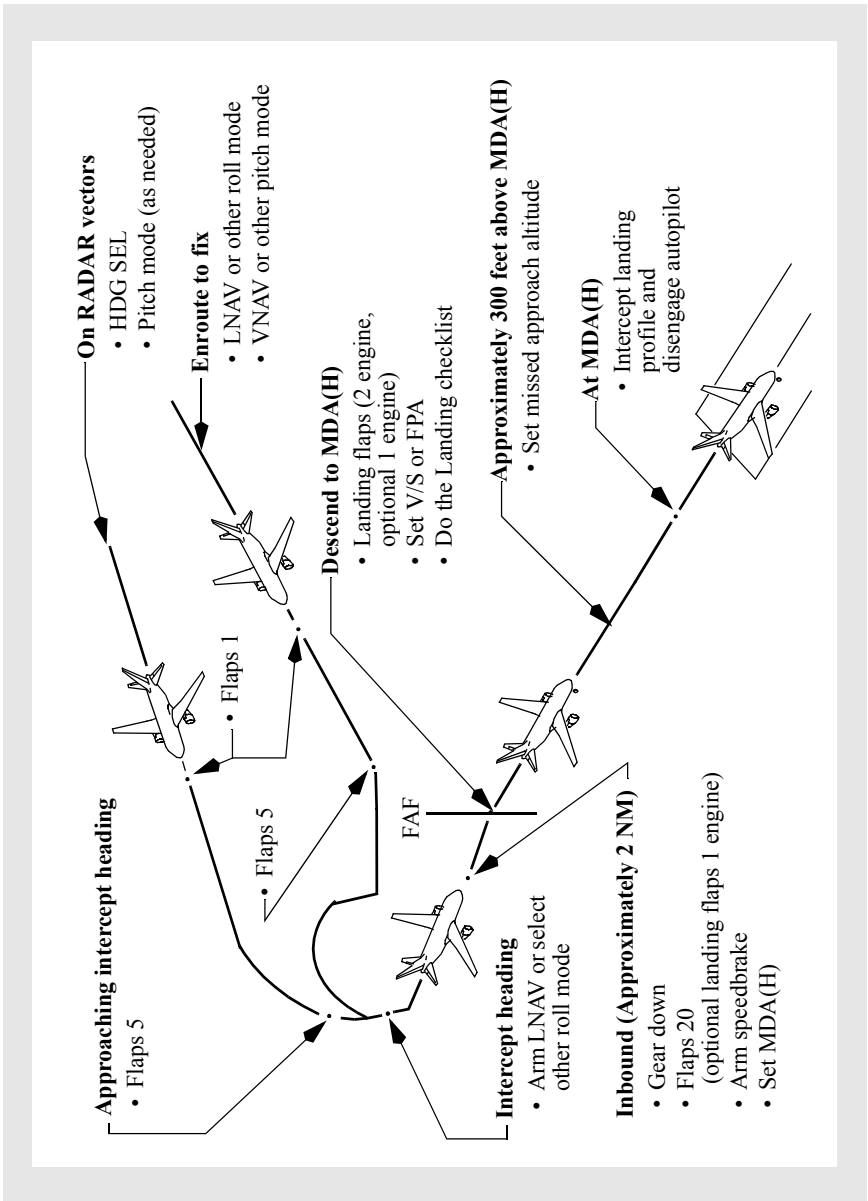 On RADAR vectors
• HDG SEL
• Pitch mode (as needed)
Enroute to fix
• LNAV or other roll mode
• VNAV or other pitch mode
Approaching intercept heading
• Flaps 5
• Flaps 1
• Flaps 5
Descend to MDA(H)
• Landing flaps (2 engine,
optional 1 engine)
• Set V/S or FPA
• Do the Landing checklist
FAF
Approximately 300 feet above MDA(H)
• Set missed approach altitude
Intercept heading
• Arm LNAV or select
other roll mode
At MDA(H)
• Intercept landing
profile and
disengage autopilot
Inbound (Approximately 2 NM)
• Gear down
• Flaps 20
(optional landing flaps 1 engine)
• Arm speedbrake
• Set MDA(H)